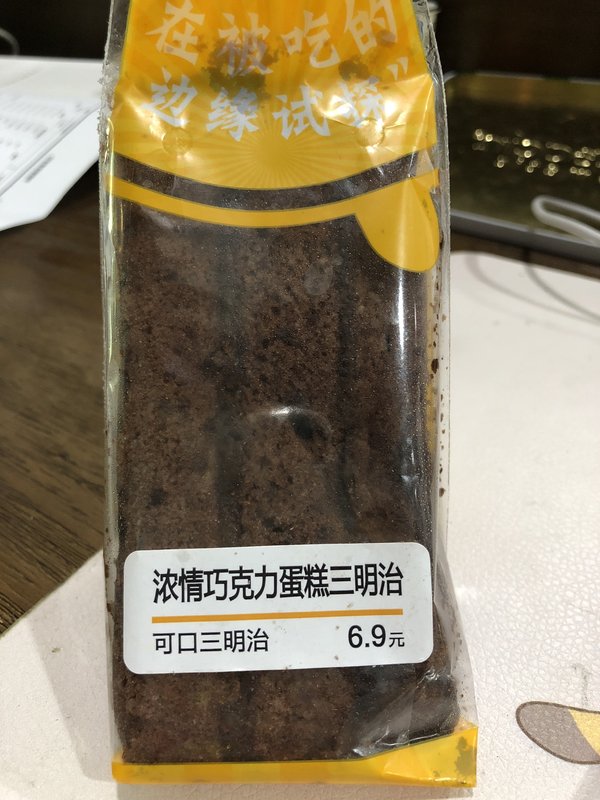 在被吃的
边缘试探”
浓情巧克力蛋糕三明治
可口三明治 6.9元